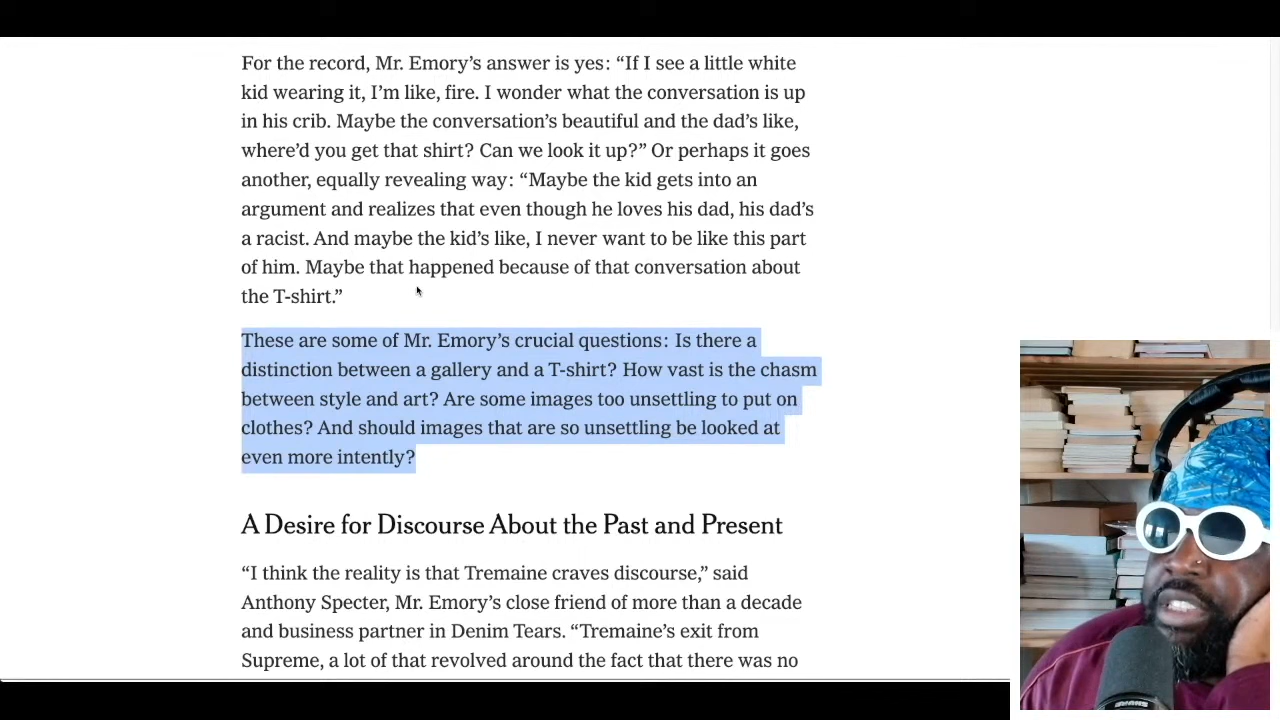 For the record, Mr. Emory’s answer is yes: “If I see a little white
kid wearing it, I’m like, fire. I wonder what the conversation is up
in his crib. Maybe the conversation’s beautiful and the dad’s like,
where’d you get that shirt? Can we look it up?” Or perhaps it goes
another, equally revealing way: “Maybe the kid gets into an
argument and realizes that even though he loves his dad, his dad’s
a racist. And maybe the kid’s like, I never want to be like this part
of him. Maybe that happened because of that conversation about
the T-shirt.”
These are some of Mr. Emory’s crucial questions: Is there a
distinction between a gallery and a T-shirt? How vast is the chasm
between style and art? Are some images too unsettling to put on
clothes? And should images that are so unsettling be looked at
even more intently?
A Desire for Discourse About the Past and Present
“I think the reality is that Tremaine craves discourse,” said
Anthony Specter, Mr. Emory’s close friend of more than a decade
and business partner in Denim Tears. “Tremaine’s exit from
Supreme, a lot of that revolved around the fact that there was no
SHURE